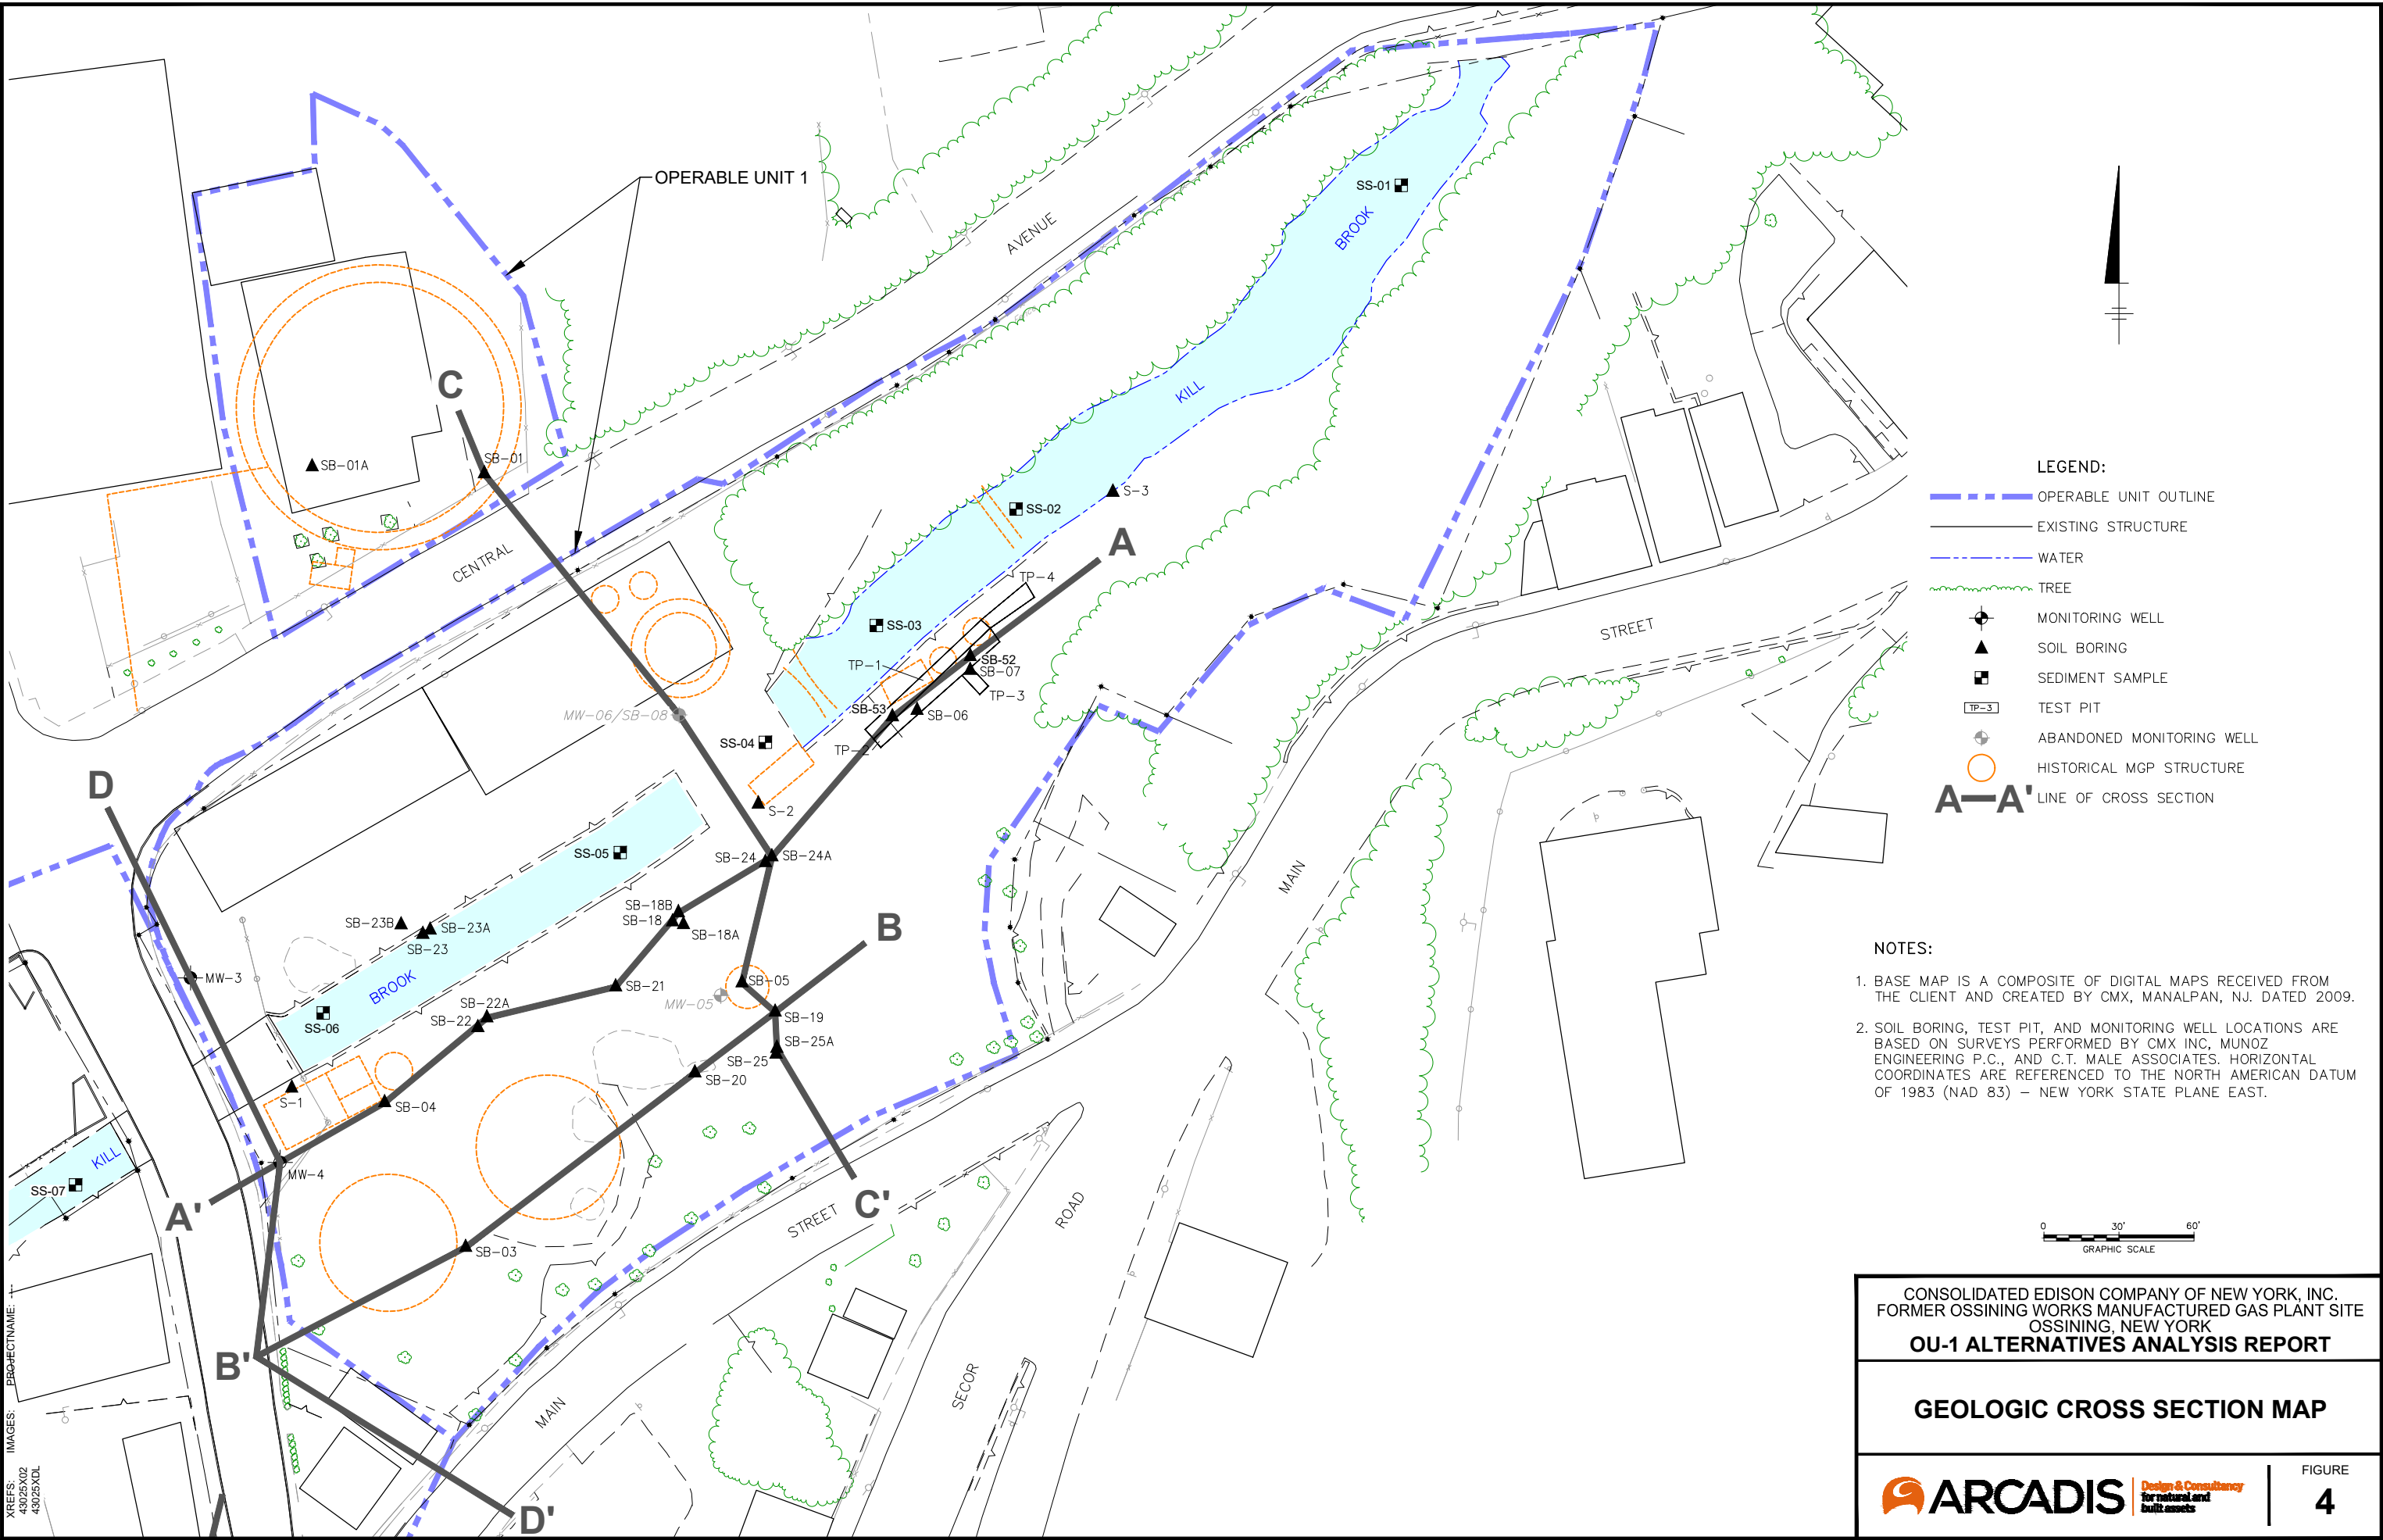 OPERABLE UNIT 1
AVENUE
SS-01
BROOK
KILL
C
SB-01A
SB-01
CENTRAL
SS-02
S-3
A
TP-4
SS-03
TP-1
SB-52
SB-07
TP-3
SB-53
SB-06
TP-2
MW-06/SB-08
SS-04
S-2
STREET
MAIN
D
SS-05
SB-24
SB-24A
SB-18B
SB-18
SB-18A
B
SB-23B
SB-23A
SB-23
BROOK
MW-3
SB-05
MW-05
SB-21
SB-22A
SB-22
SB-19
SS-06
SB-25A
SB-25
SB-20
S-1
SB-04
KILL
MW-4
SS-07
A'
C'
STREET
ROAD
SB-03
B'
SECOR
MAIN
D'
LEGEND:
OPERABLE UNIT OUTLINE
EXISTING STRUCTURE
WATER
TREE
MONITORING WELL
SOIL BORING
SEDIMENT SAMPLE
TP-3 TEST PIT
ABANDONED MONITORING WELL
HISTORICAL MGP STRUCTURE
A A' LINE OF CROSS SECTION
NOTES:
1. BASE MAP IS A COMPOSITE OF DIGITAL MAPS RECEIVED FROM
THE CLIENT AND CREATED BY CMX, MANALPAN, NJ. DATED 2009.
2. SOIL BORING, TEST PIT, AND MONITORING WELL LOCATIONS ARE
BASED ON SURVEYS PERFORMED BY CMX INC, MUNOZ
ENGINEERING P.C., AND C.T. MALE ASSOCIATES. HORIZONTAL
COORDINATES ARE REFERENCED TO THE NORTH AMERICAN DATUM
OF 1983 (NAD 83) – NEW YORK STATE PLANE EAST.
0 30' 60'
GRAPHIC SCALE
CONSOLIDATED EDISON COMPANY OF NEW YORK, INC.
FORMER OSSINING WORKS MANUFACTURED GAS PLANT SITE
OSSINING, NEW YORK
OU-1 ALTERNATIVES ANALYSIS REPORT
GEOLOGIC CROSS SECTION MAP
ARCADIS
Design & Consultancy
for natural and
built assets
FIGURE
4
XREFS: IMAGES: PROJECTNAME: ---
43025X02
43025XDL